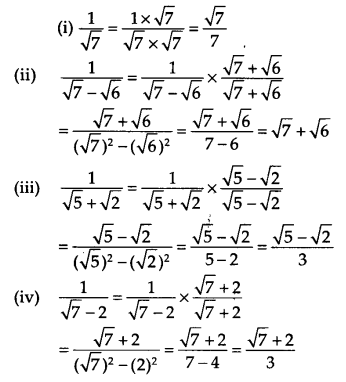 (i) 1/√7 = (1×√7)/(√7×√7) = √7/7
(ii) 1/(√7−√6) = 1/(√7−√6) × (√7+√6)/(√7+√6)
= (√7+√6)/((√7)²−(√6)²) = (√7+√6)/(7−6) = √7+√6
(iii) 1/(√5+√2) = 1/(√5+√2) × (√5−√2)/(√5−√2)
= (√5−√2)/((√5)²−(√2)²) = (√5−√2)/(5−2) = (√5−√2)/3
(iv) 1/(√7−2) = 1/(√7−2) × (√7+2)/(√7+2)
= (√7+2)/((√7)²−(2)²) = (√7+2)/(7−4) = (√7+2)/3